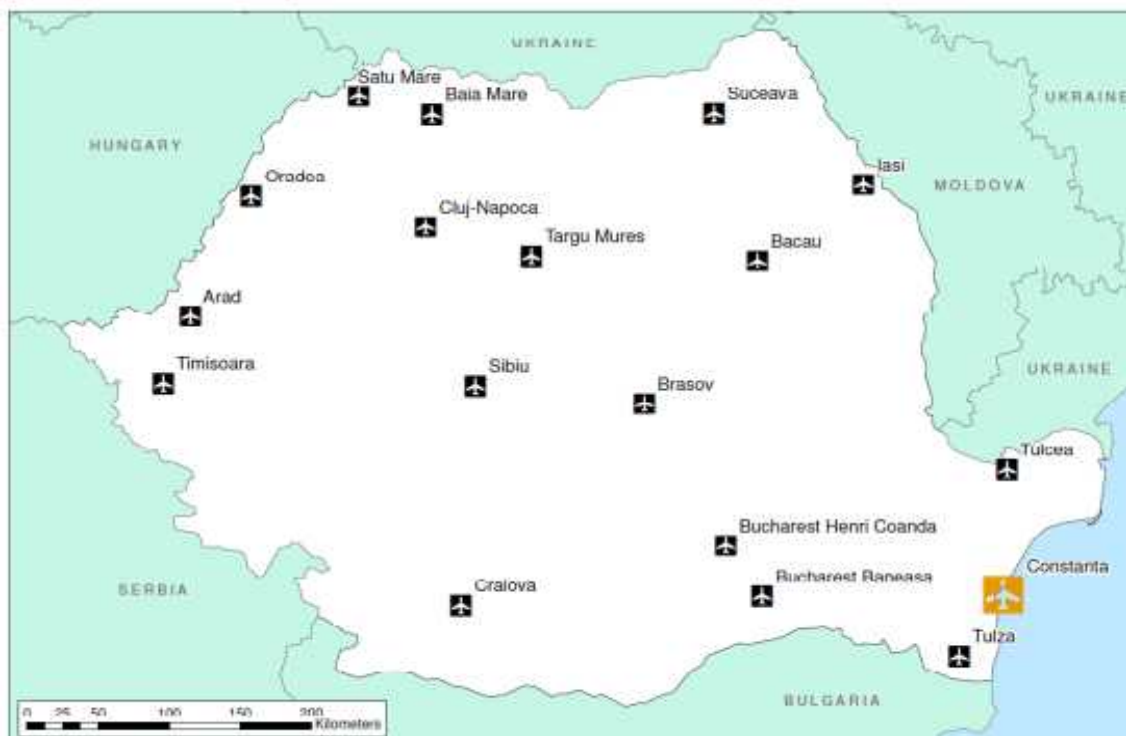 UKRAINE
Satu Mare
Baia Mare
Suceava
UKRAINE
HUNGARY
Iasi
Oradea
MOLDOVA
Cluj-Napoca
Targu Mures
Bacau
Arad
Timisoara
Sibiu
Brasov
UKRAINE
Tulcea
Bucharest Henri Coanda
Constanta
Bucharest Baneasa
SERBIA
Craiova
Tulza
BULGARIA
0 25 50 100 150 200
Kilometers